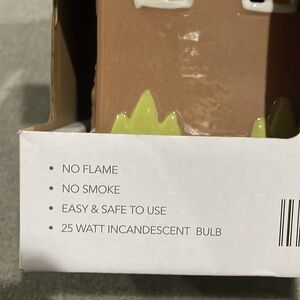 • NO FLAME
• NO SMOKE
• EASY & SAFE TO USE
• 25 WATT INCANDESCENT BULB